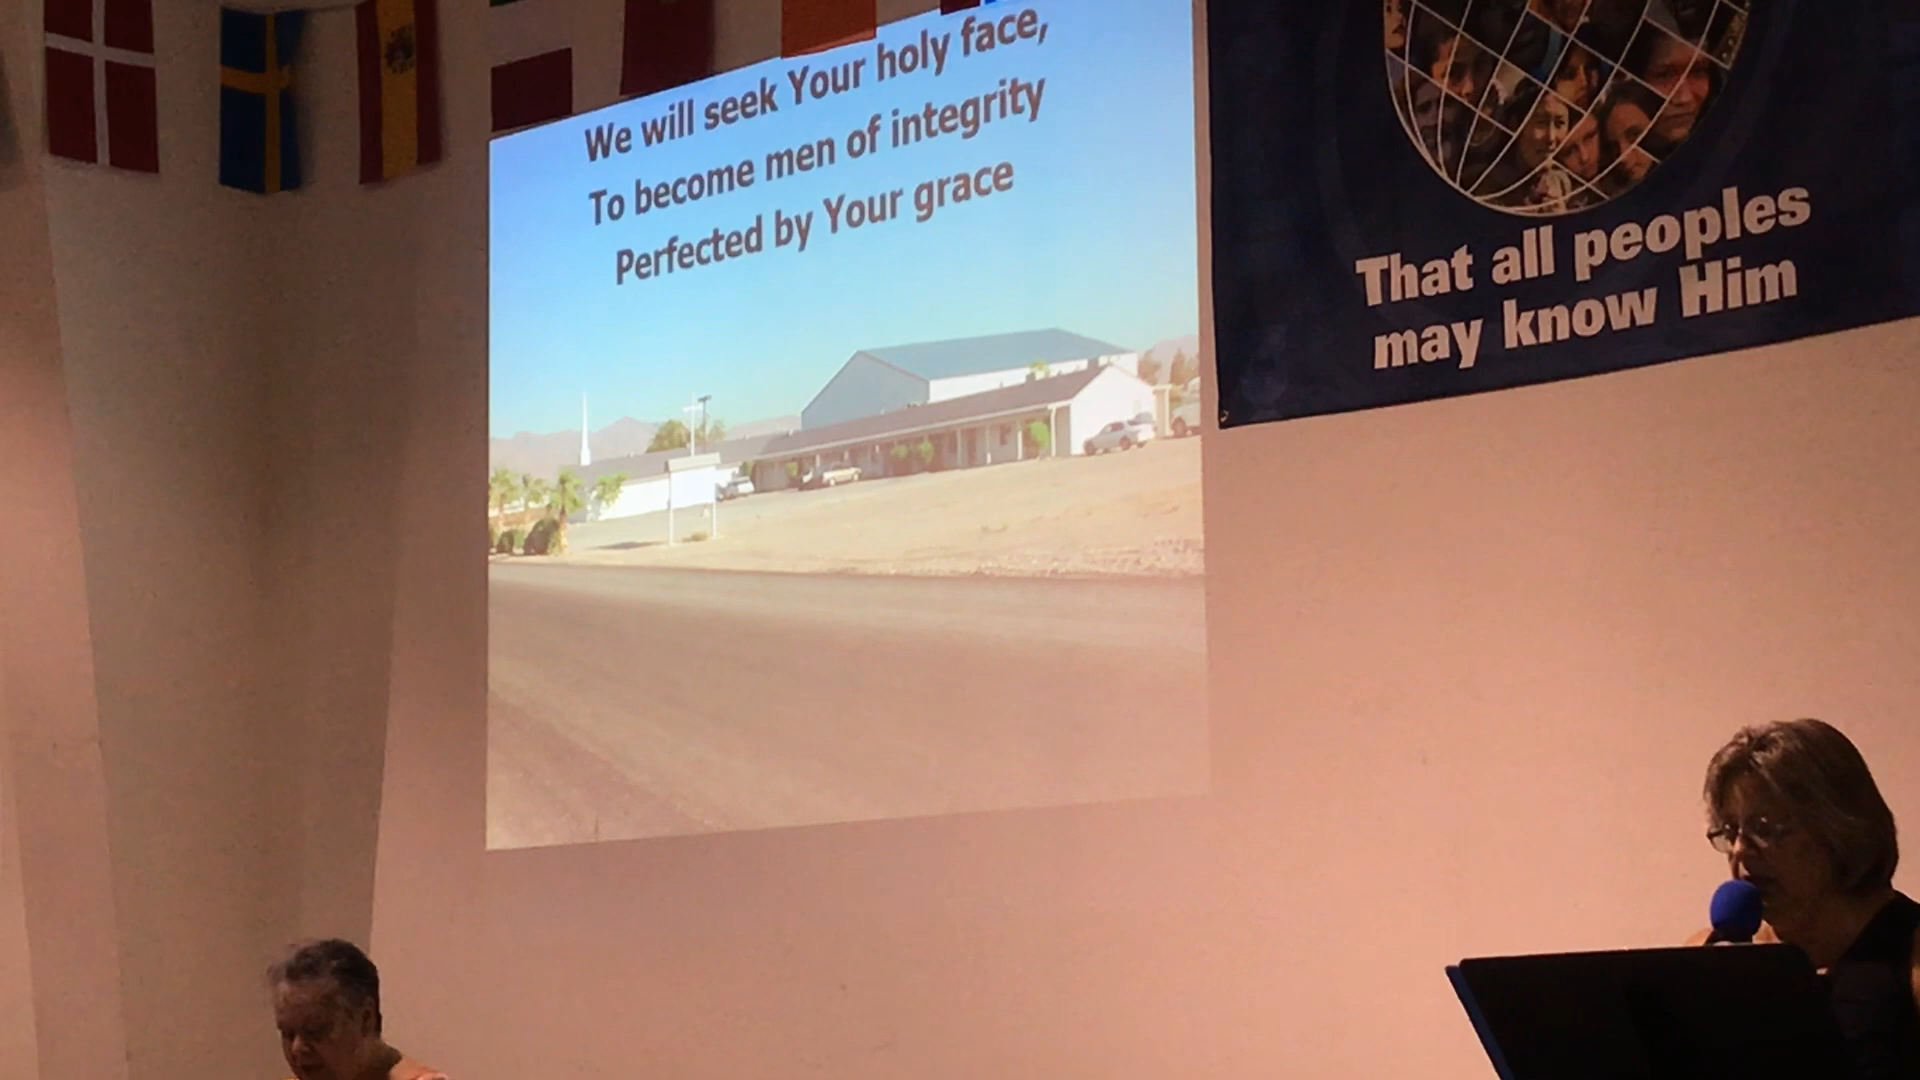 We will seek Your holy face,
To become men of integrity
Perfected by Your grace
That all peoples
may know Him